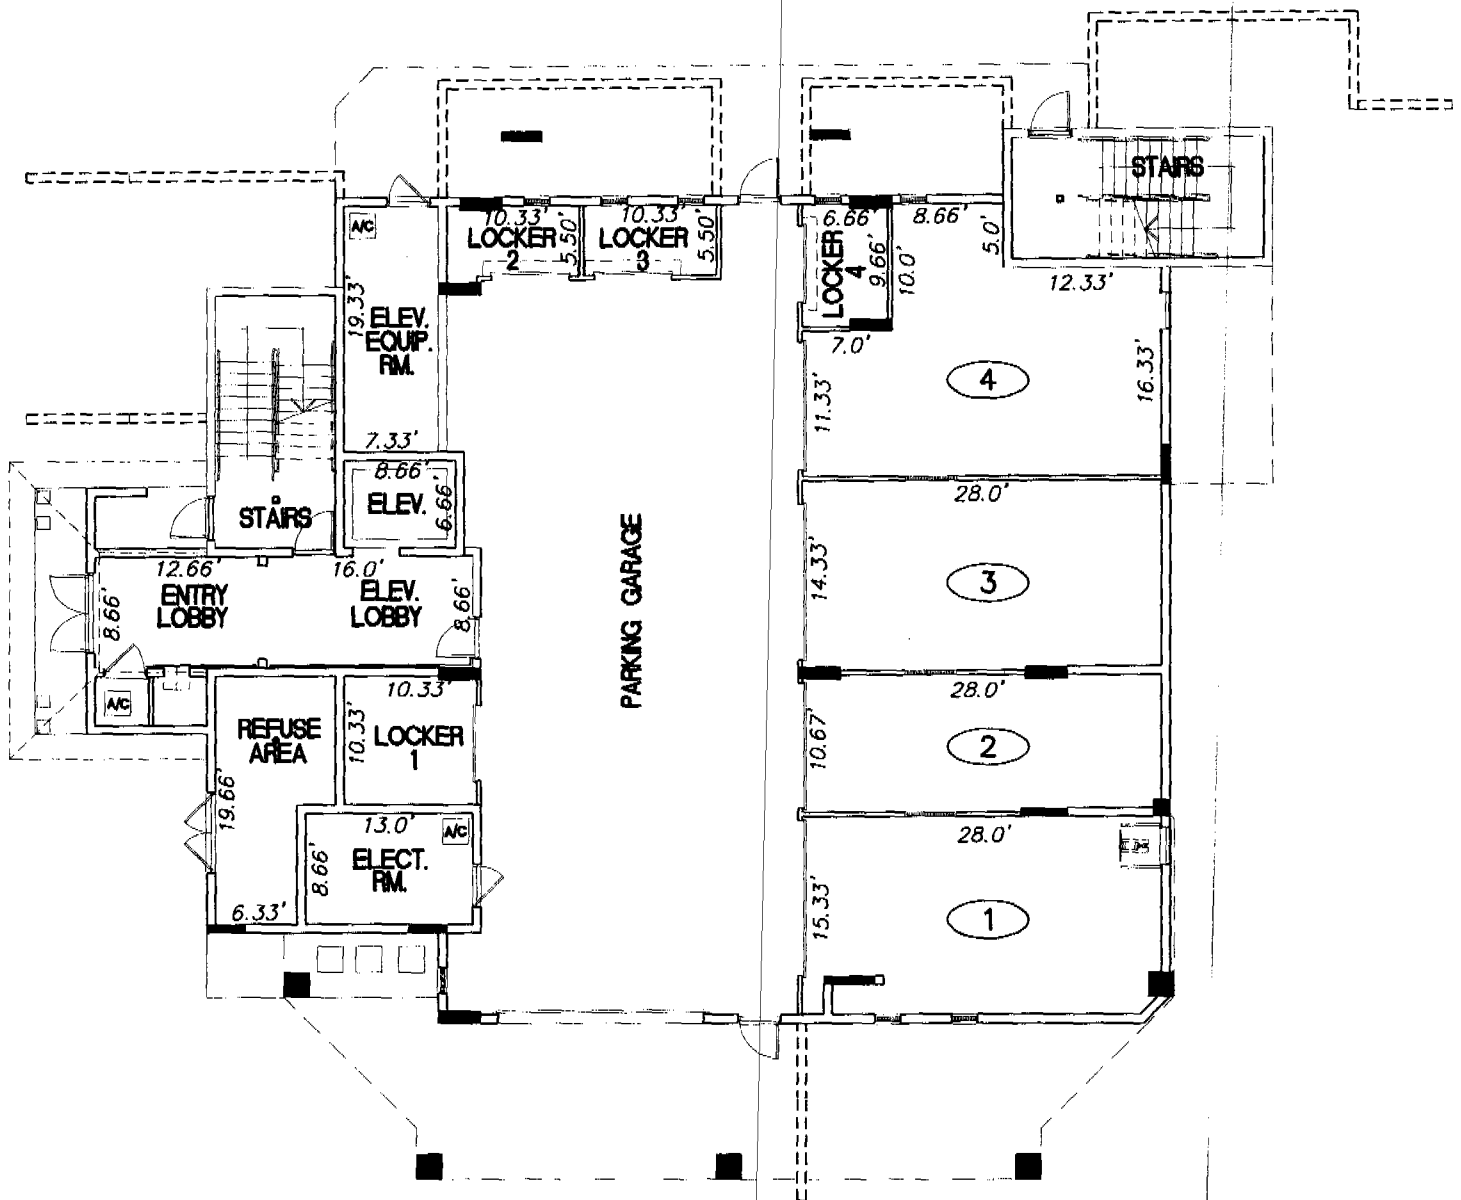 STAIRS
10.33'
LOCKER
2
5.50'
10.33'
LOCKER
3
5.50'
6.66'
LOCKER
4
9.66'
8.66'
10.0'
5.0'
12.33'
A/C
19.33'
ELEV.
EQUIP.
RM.
7.33'
7.0'
11.33'
4
16.33'
8.66'
ELEV.
6.66'
STAIRS
28.0'
14.33'
3
PARKING GARAGE
12.66'
ENTRY
LOBBY
8.66'
16.0'
ELEV.
LOBBY
8.66'
A/C
REFUSE
AREA
19.66'
6.33'
10.33'
10.33'
LOCKER
1
28.0'
10.67'
2
13.0'
A/C
8.66'
ELECT.
RM.
28.0'
15.33'
1